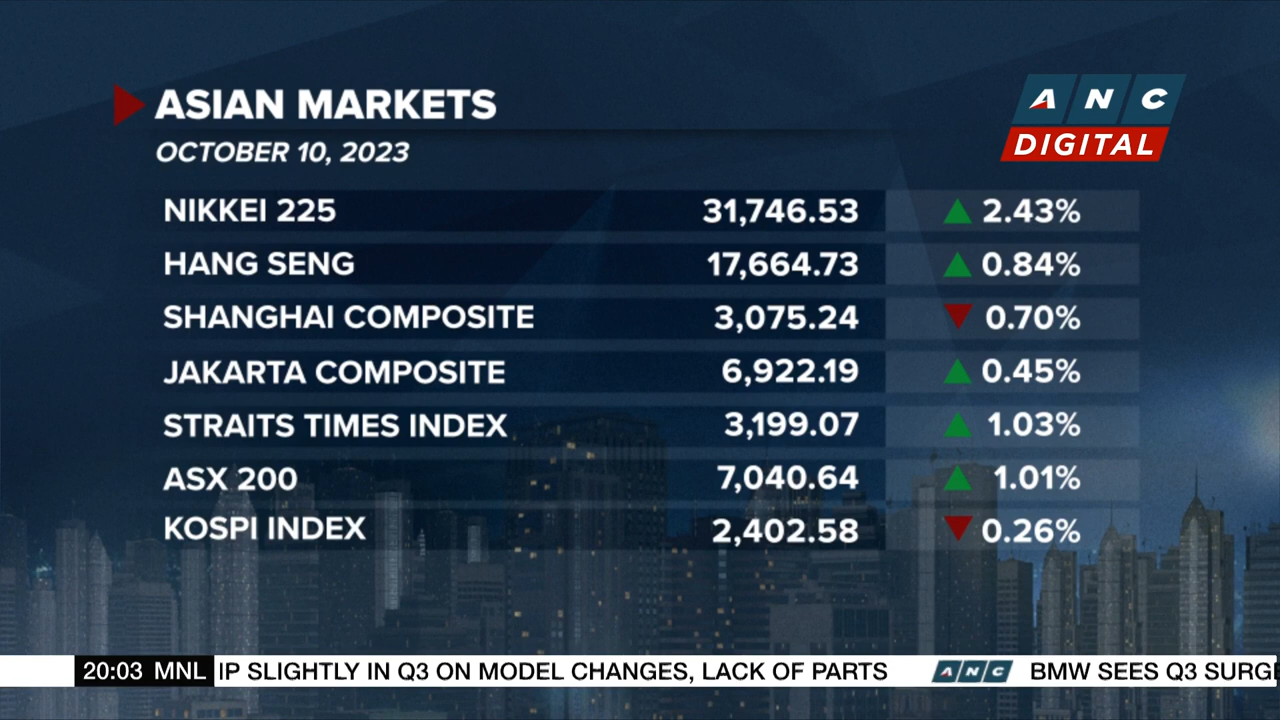 ASIAN MARKETS
OCTOBER 10, 2023
ANC
DIGITAL
NIKKEI 225 31,746.53 ▲ 2.43%
HANG SENG 17,664.73 ▲ 0.84%
SHANGHAI COMPOSITE 3,075.24 ▼ 0.70%
JAKARTA COMPOSITE 6,922.19 ▲ 0.45%
STRAITS TIMES INDEX 3,199.07 ▲ 1.03%
ASX 200 7,040.64 ▲ 1.01%
KOSPI INDEX 2,402.58 ▼ 0.26%
20:03 MNL IP SLIGHTLY IN Q3 ON MODEL CHANGES, LACK OF PARTS ANC BMW SEES Q3 SURGE